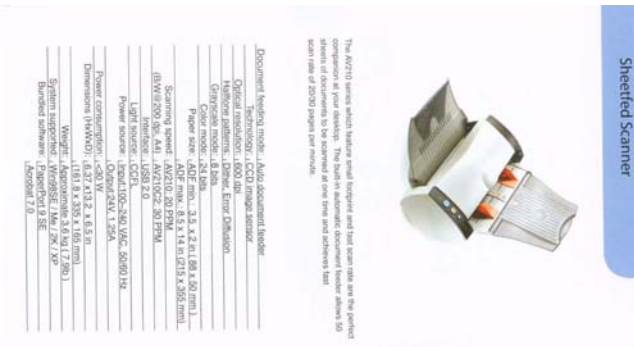 Sheetfed Scanner
The AV210 series which feature small footprint and fast scan rate are the perfect
companion at your desktop. The built-in automatic document feeder allows 50
sheets of documents to be scanned at one time and achieves fast
scan rate of 20/30 pages per minute.
Document feeding mode: Auto document feeder
Technology: CCD image sensor
Optical resolution: 600 dpi
Halftone patterns: Dither, Error Diffusion
Grayscale mode: 8 bits
Color mode: 24 bits
Paper size: ADF min : 3.5 x 2 in ( 88 x 50 mm )
ADF max : 8.5 x 14 in (215 x 355 mm)
Scanning speed: AV210: 20 PPM
(B/W@200 dpi, A4) AV210C2: 30 PPM
Interface: USB 2.0
Light source: CCFL
Power source: Input:100~240 VAC, 50/60 Hz
Output:24V , 1.25A
Power consumption: 30 W
Dimensions (HxWxD): 6.37 x13.2 x 6.5 in
(161.8 x 335 x 165 mm)
Weight: Approximate 3.6 kg ( 7.9lb )
System supported: Win98SE / Me / 2K / XP
Bundled software: PaperPort 9 SE
Acrobat 7.0